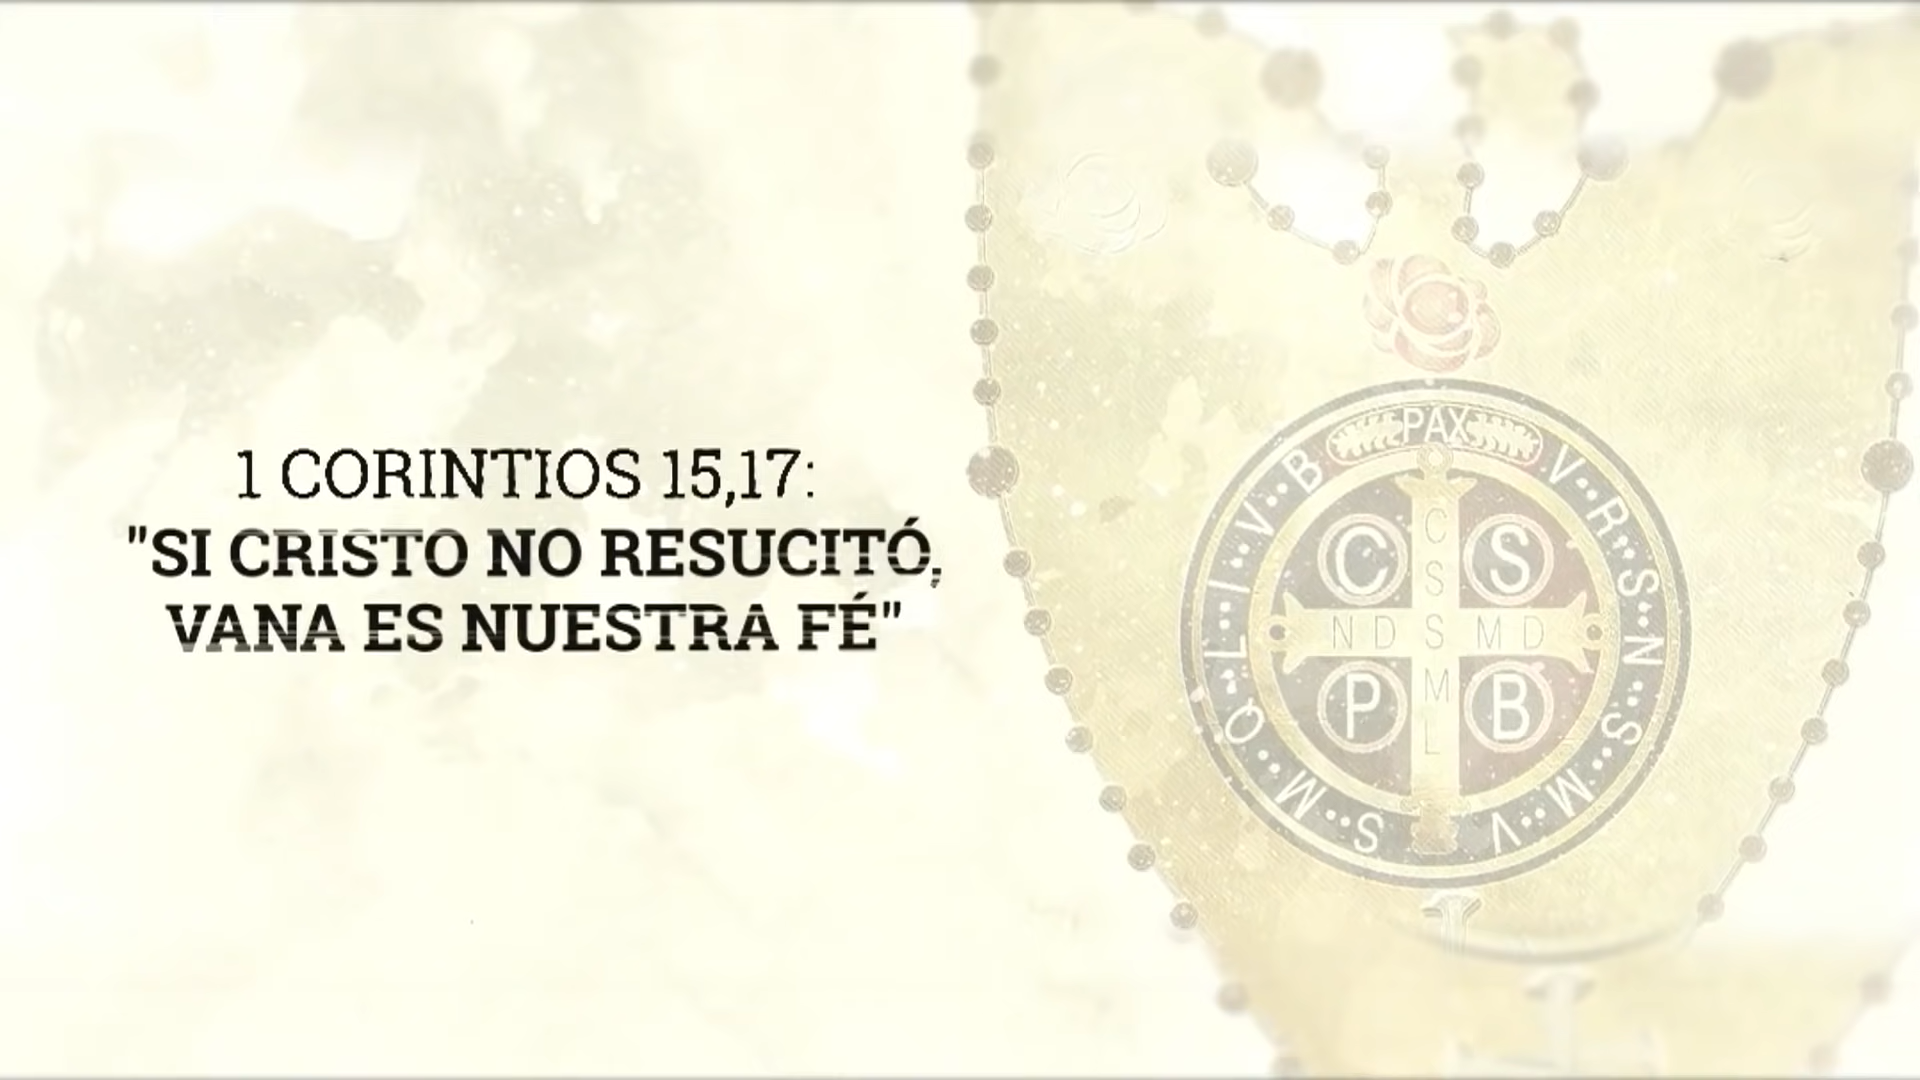 1 CORINTIOS 15,17:
"SI CRISTO NO RESUCITÓ,
VANA ES NUESTRA FÉ"
PAX
V··R··S··N··S··M··V
S··M··Q··L··I··V··B
C S
P B
C S S M L
N D S M D